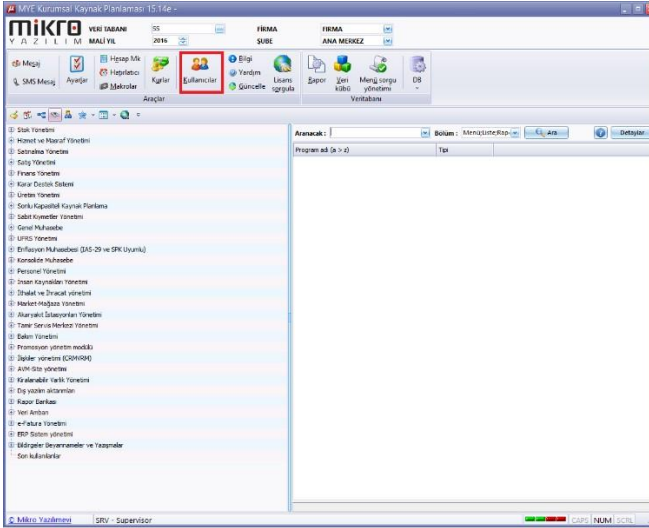 MYE Kurumsal Kaynak Planlaması 15.14e -
mikro
YAZILIM
VERİ TABANI
55
FİRMA
FIRMA
MALİ YIL
2016
ŞUBE
ANA MERKEZ
Mesaj
SMS Mesaj
Ayarlar
Hesap Mk
Hatırlatıcı
Makrolar
Kurlar
Kullanıcılar
Bilgi
Yardım
Güncelle
Lisans sorgula
Rapor
Veri kübü
Menü sorgu yönetimi
DB
Araçlar
Veritabanı
Stok Yönetimi
Hizmet ve Masraf Yönetimi
Satınalma Yönetimi
Satış Yönetimi
Finans Yönetimi
Karar Destek Sistemi
Üretim Yönetimi
Sonlu Kapasiteli Kaynak Planlama
Sabit Kıymetler Yönetimi
Genel Muhasebe
UFRS Yönetimi
Enflasyon Muhasebesi (IAS-29 ve SPK Uyumlu)
Konsolide Muhasebe
Personel Yönetimi
İnsan Kaynakları Yönetimi
İthalat ve İhracat yönetimi
Market-Mağaza Yönetimi
Akaryakıt İstasyonları Yönetimi
Tamir Servis Merkezi Yönetimi
Bakım Yönetimi
Promosyon yönetim modülü
İlişkiler yönetimi (CRM/VRM)
AVM-Site yönetimi
Kiralanabilir Varlık Yönetimi
Dış yazılım aktarımları
Rapor Bankası
Veri Ambarı
e-Fatura Yönetimi
ERP Sistem yönetimi
Bildirgeler Beyannameler ve Yazışmalar
Son kullanılanlar
Aranacak :
Bölüm :
Menü;Liste;Rap
Ara
Detaylar
Program adı (a > z)
Tipi
© Mikro Yazılımevi
SRV - Supervisor
CAPS
NUM
SCRL